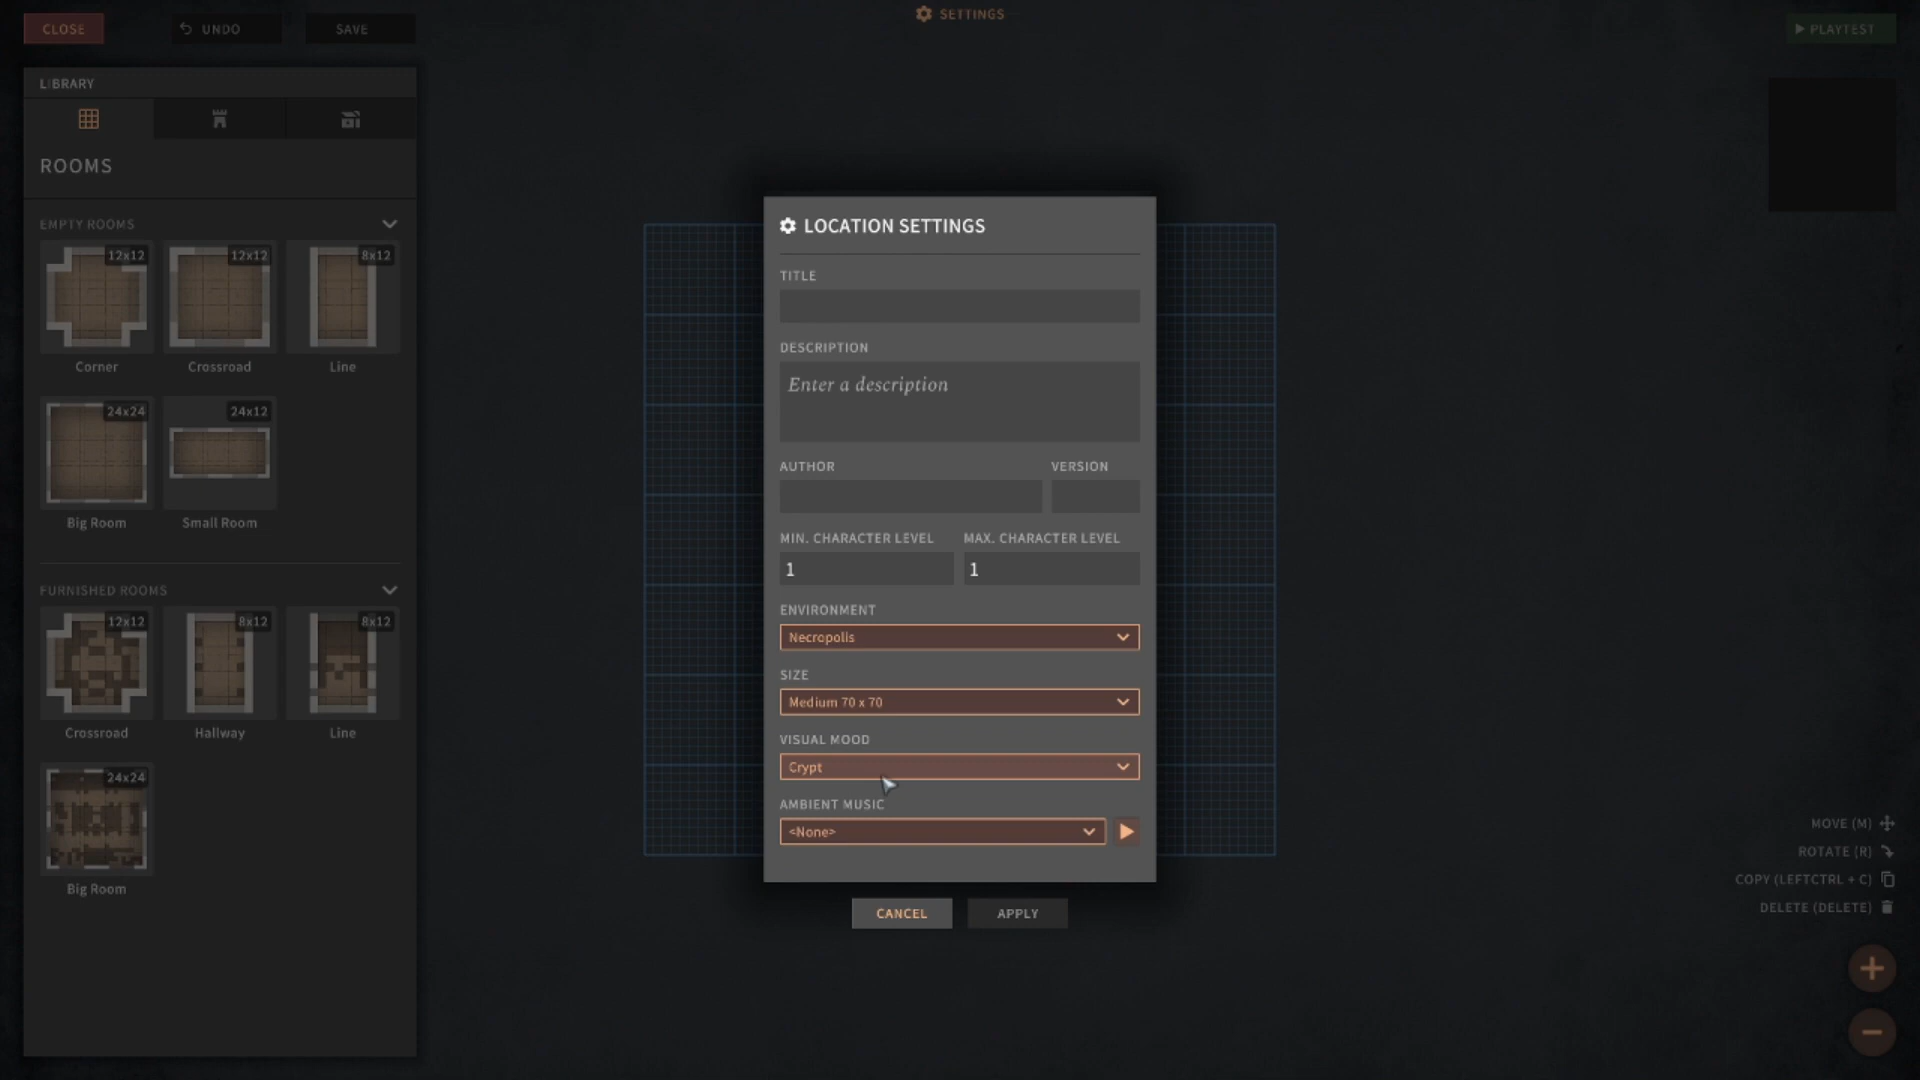 CLOSE
UNDO
SAVE
SETTINGS
PLAYTEST
LIBRARY
ROOMS
EMPTY ROOMS
12x12
12x12
8x12
Corner
Crossroad
Line
24x24
24x12
Big Room
Small Room
FURNISHED ROOMS
12x12
8x12
8x12
Crossroad
Hallway
Line
24x24
Big Room
LOCATION SETTINGS
TITLE
DESCRIPTION
Enter a description
AUTHOR
VERSION
MIN. CHARACTER LEVEL
MAX. CHARACTER LEVEL
1
1
ENVIRONMENT
Necropolis
SIZE
Medium 70 x 70
VISUAL MOOD
Crypt
AMBIENT MUSIC
<None>
CANCEL
APPLY
MOVE (M)
ROTATE (R)
COPY (LEFTCTRL + C)
DELETE (DELETE)